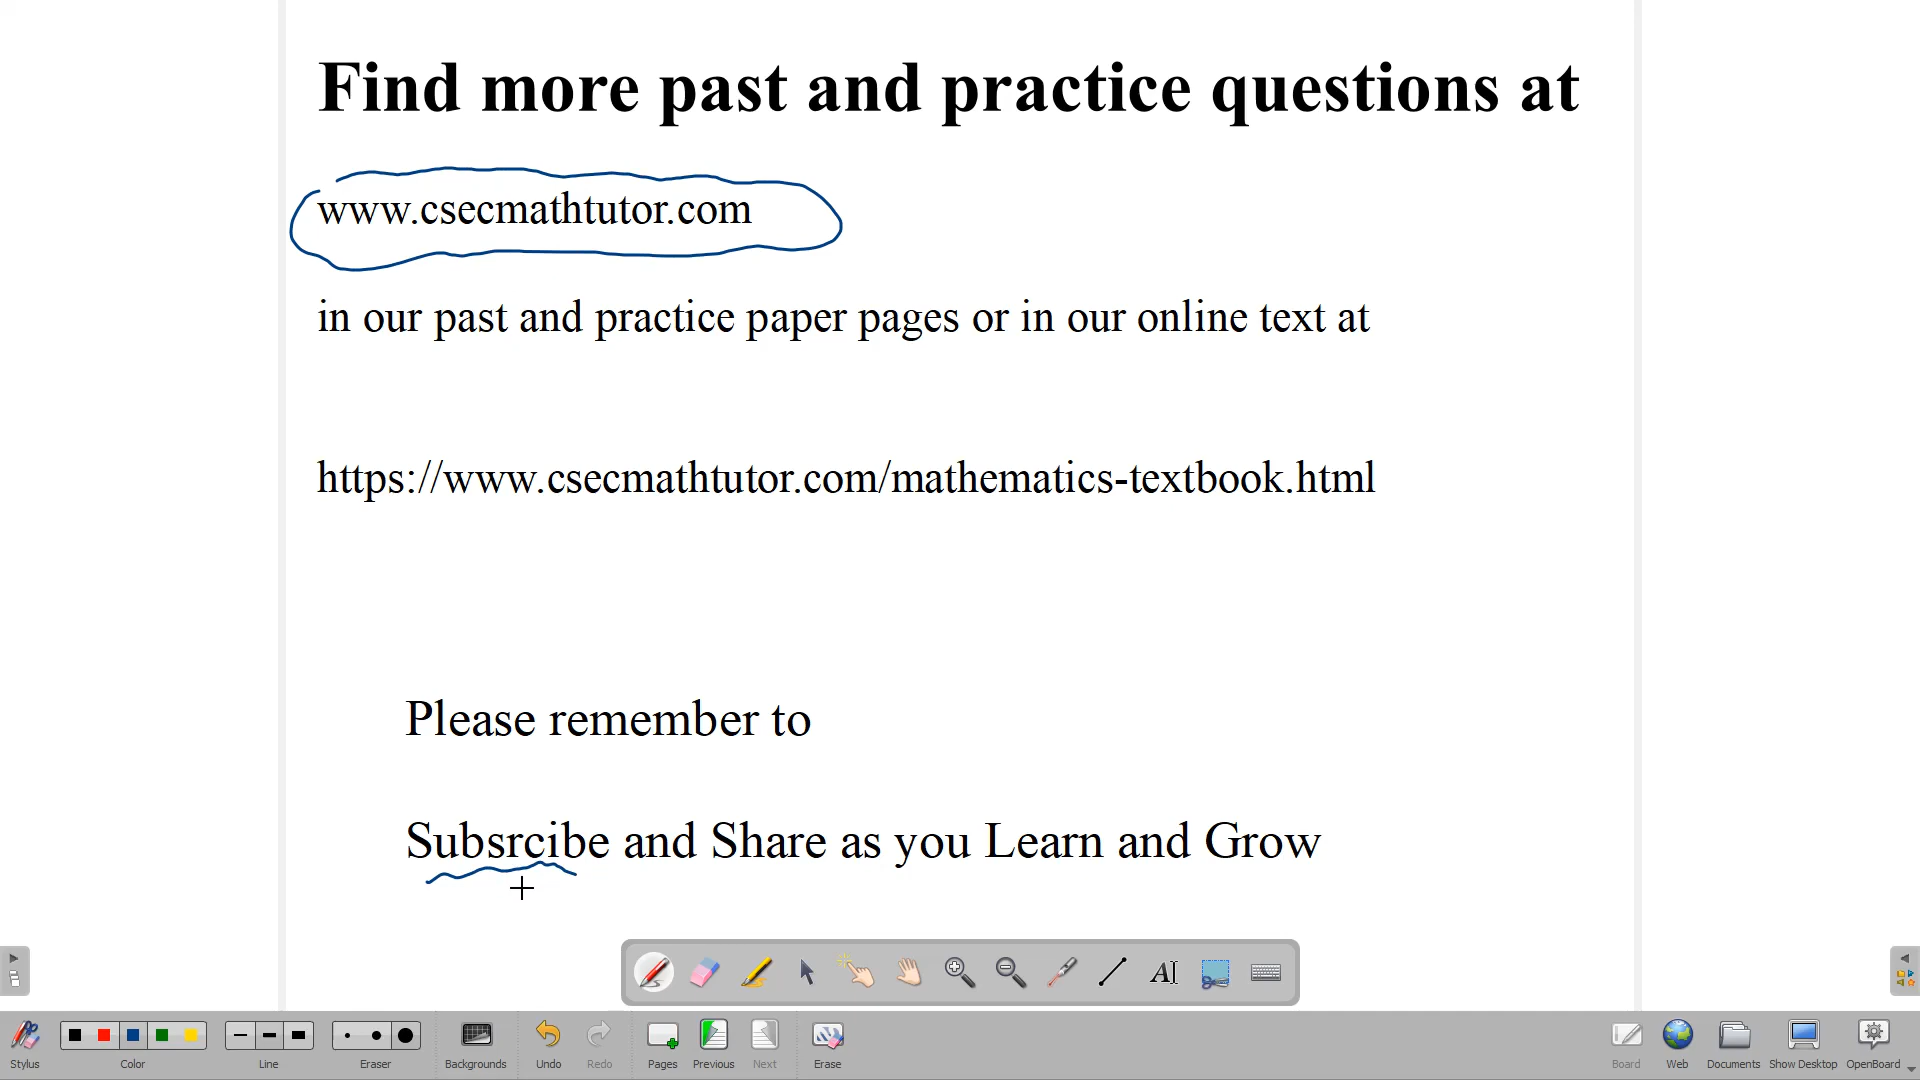 Find more past and practice questions at
www.csecmathtutor.com
in our past and practice paper pages or in our online text at
https://www.csecmathtutor.com/mathematics-textbook.html
Please remember to
Subsrcibe and Share as you Learn and Grow
Stylus Color Line Eraser Backgrounds Undo Redo Pages Previous Next Erase Board Web Documents Show Desktop OpenBoard